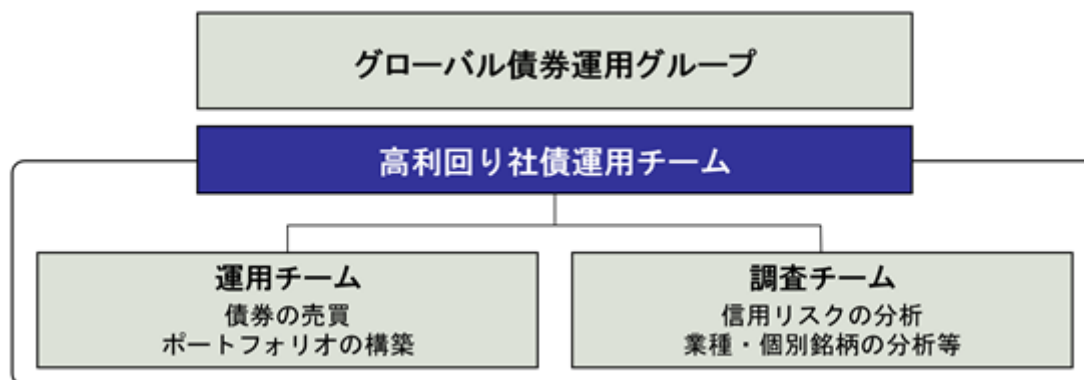 グローバル債券運用グループ
高利回り社債運用チーム
運用チーム
債券の売買
ポートフォリオの構築
調査チーム
信用リスクの分析
業種・個別銘柄の分析等